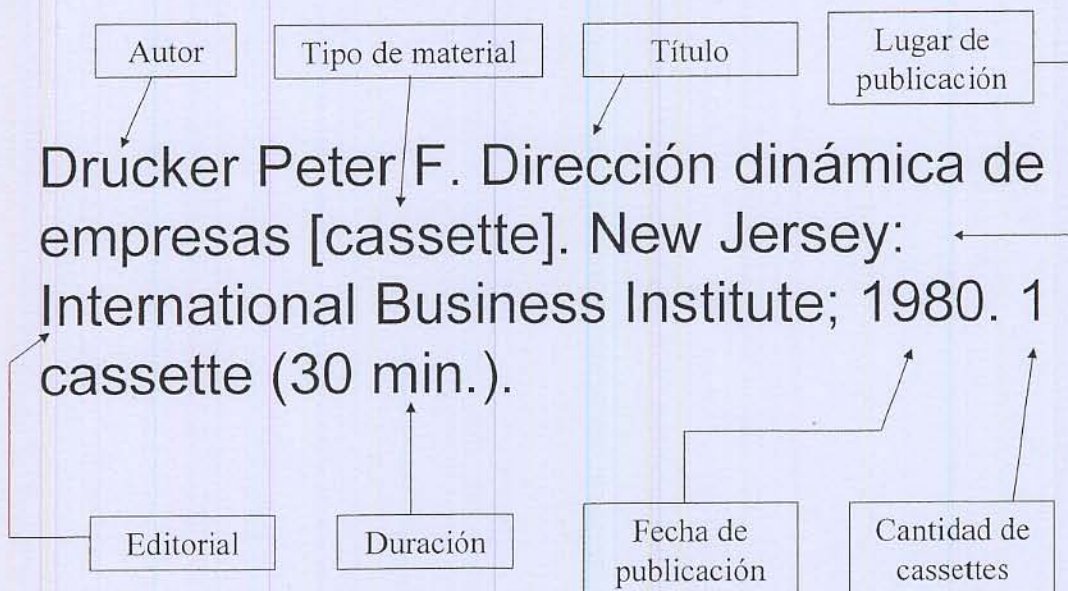 Autor
Tipo de material
Título
Lugar de
publicación
Drucker Peter F. Dirección dinámica de
empresas [cassette]. New Jersey:
International Business Institute; 1980. 1
cassette (30 min.).
Editorial
Duración
Fecha de
publicación
Cantidad de
cassettes